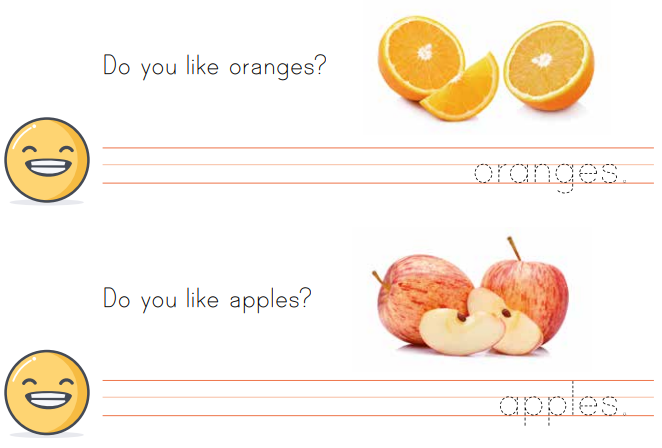 Do you like oranges?
oranges.
Do you like apples?
apples.